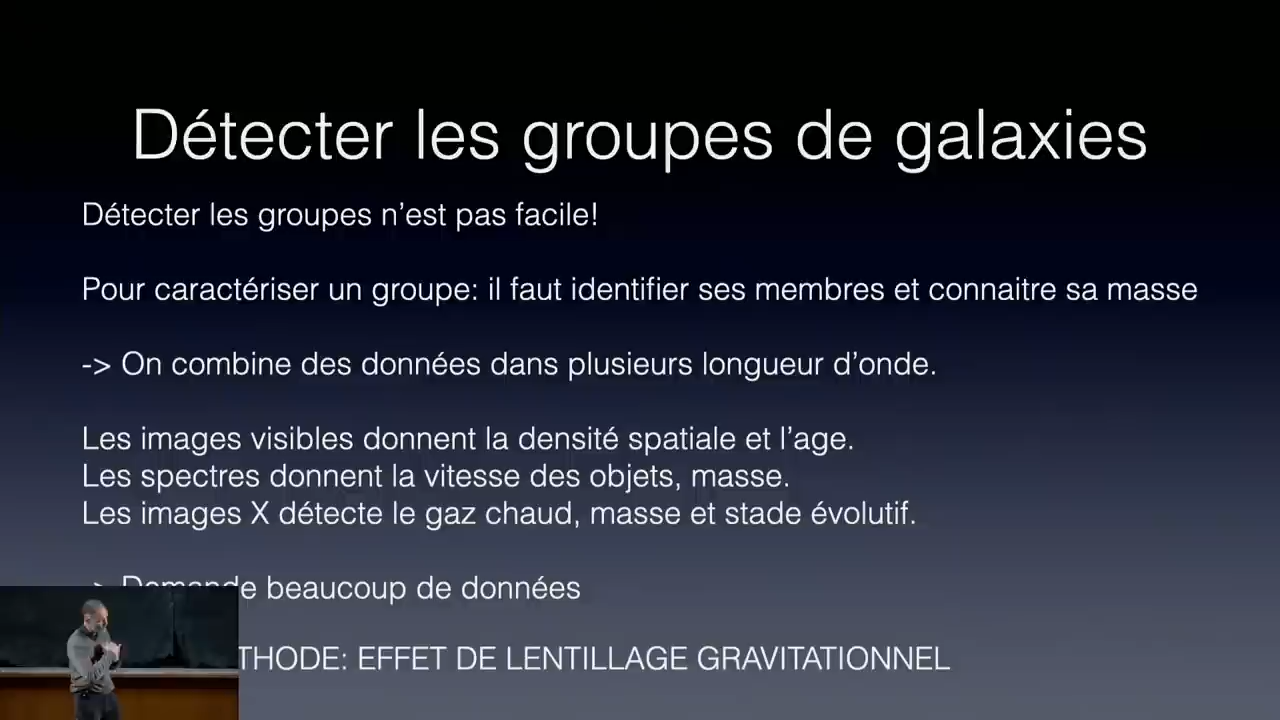 Détecter les groupes de galaxies
Détecter les groupes n’est pas facile!
Pour caractériser un groupe: il faut identifier ses membres et connaitre sa masse
-> On combine des données dans plusieurs longueur d’onde.
Les images visibles donnent la densité spatiale et l’age.
Les spectres donnent la vitesse des objets, masse.
Les images X détecte le gaz chaud, masse et stade évolutif.
-> Demande beaucoup de données
THODE: EFFET DE LENTILLAGE GRAVITATIONNEL